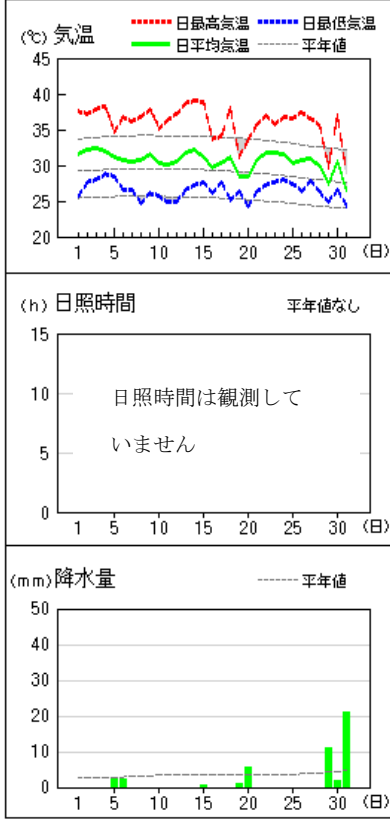 (℃) 気温
日最高気温 日最低気温
日平均気温 平年値
45
40
35
30
25
20
1 5 10 15 20 25 30 (日)
(h) 日照時間 平年値なし
15
10
5
0
日照時間は観測して
いません
1 5 10 15 20 25 30 (日)
(mm) 降水量 平年値
50
40
30
20
10
0
1 5 10 15 20 25 30 (日)